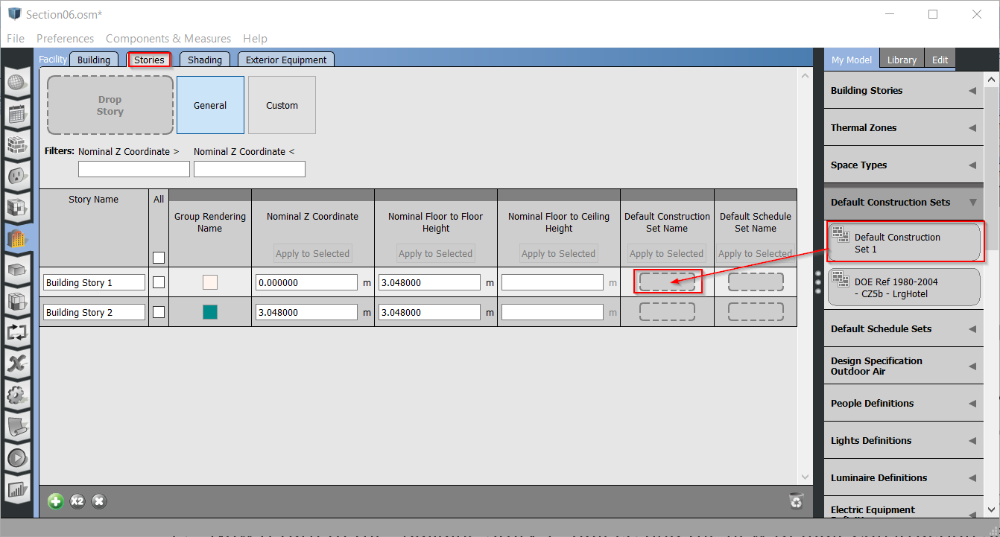 Section06.osm*
File Preferences Components & Measures Help
Facility Building Stories Shading Exterior Equipment
My Model Library Edit
Drop
Story
General
Custom
Filters: Nominal Z Coordinate > Nominal Z Coordinate <
Story Name
All
Group Rendering
Name
Nominal Z Coordinate
Apply to Selected
Nominal Floor to Floor
Height
Apply to Selected
Nominal Floor to Ceiling
Height
Apply to Selected
Default Construction
Set Name
Apply to Selected
Default Schedule
Set Name
Apply to Selected
Building Story 1 0.000000 m 3.048000 m m
Building Story 2 3.048000 m 3.048000 m m
X2
Building Stories
Thermal Zones
Space Types
Default Construction Sets
Default Construction
Set 1
DOE Ref 1980-2004
- CZ5b - LrgHotel
Default Schedule Sets
Design Specification
Outdoor Air
People Definitions
Lights Definitions
Luminaire Definitions
Electric Equipment